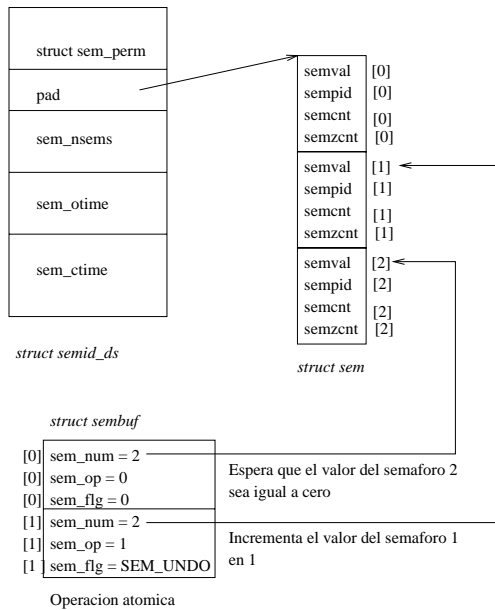 struct sem_perm
pad
sem_nsems
sem_otime
sem_ctime
struct semid_ds
semval [0]
sempid [0]
semcnt [0]
semzcnt [0]
semval [1]
sempid [1]
semcnt [1]
semzcnt [1]
semval [2]
sempid [2]
semcnt [2]
semzcnt [2]
struct sem
struct sembuf
[0] sem_num = 2
[0] sem_op = 0
[0] sem_flg = 0
[1] sem_num = 2
[1] sem_op = 1
[1 ] sem_flg = SEM_UNDO
Operacion atomica
Espera que el valor del semaforo 2
sea igual a cero
Incrementa el valor del semaforo 1
en 1